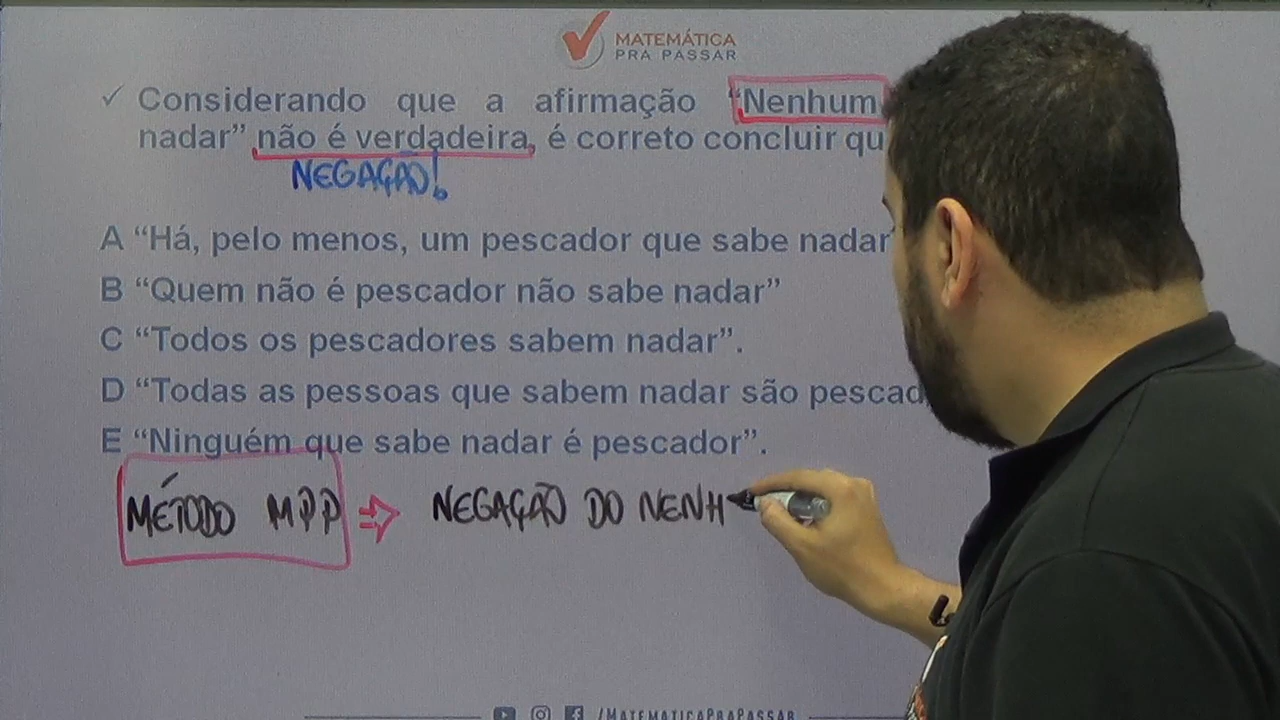 MATEMÁTICA
PRA PASSAR
✓ Considerando que a afirmação “Nenhum
nadar” não é verdadeira, é correto concluir qu
NEGAÇÃO!
A “Há, pelo menos, um pescador que sabe nadar”
B “Quem não é pescador não sabe nadar”
C “Todos os pescadores sabem nadar”.
D “Todas as pessoas que sabem nadar são pescad
E “Ninguém que sabe nadar é pescador”.
MÉTODO MPP ⇒ NEGAÇÃO DO NENH
/MATEMATICAPRAPASSAR